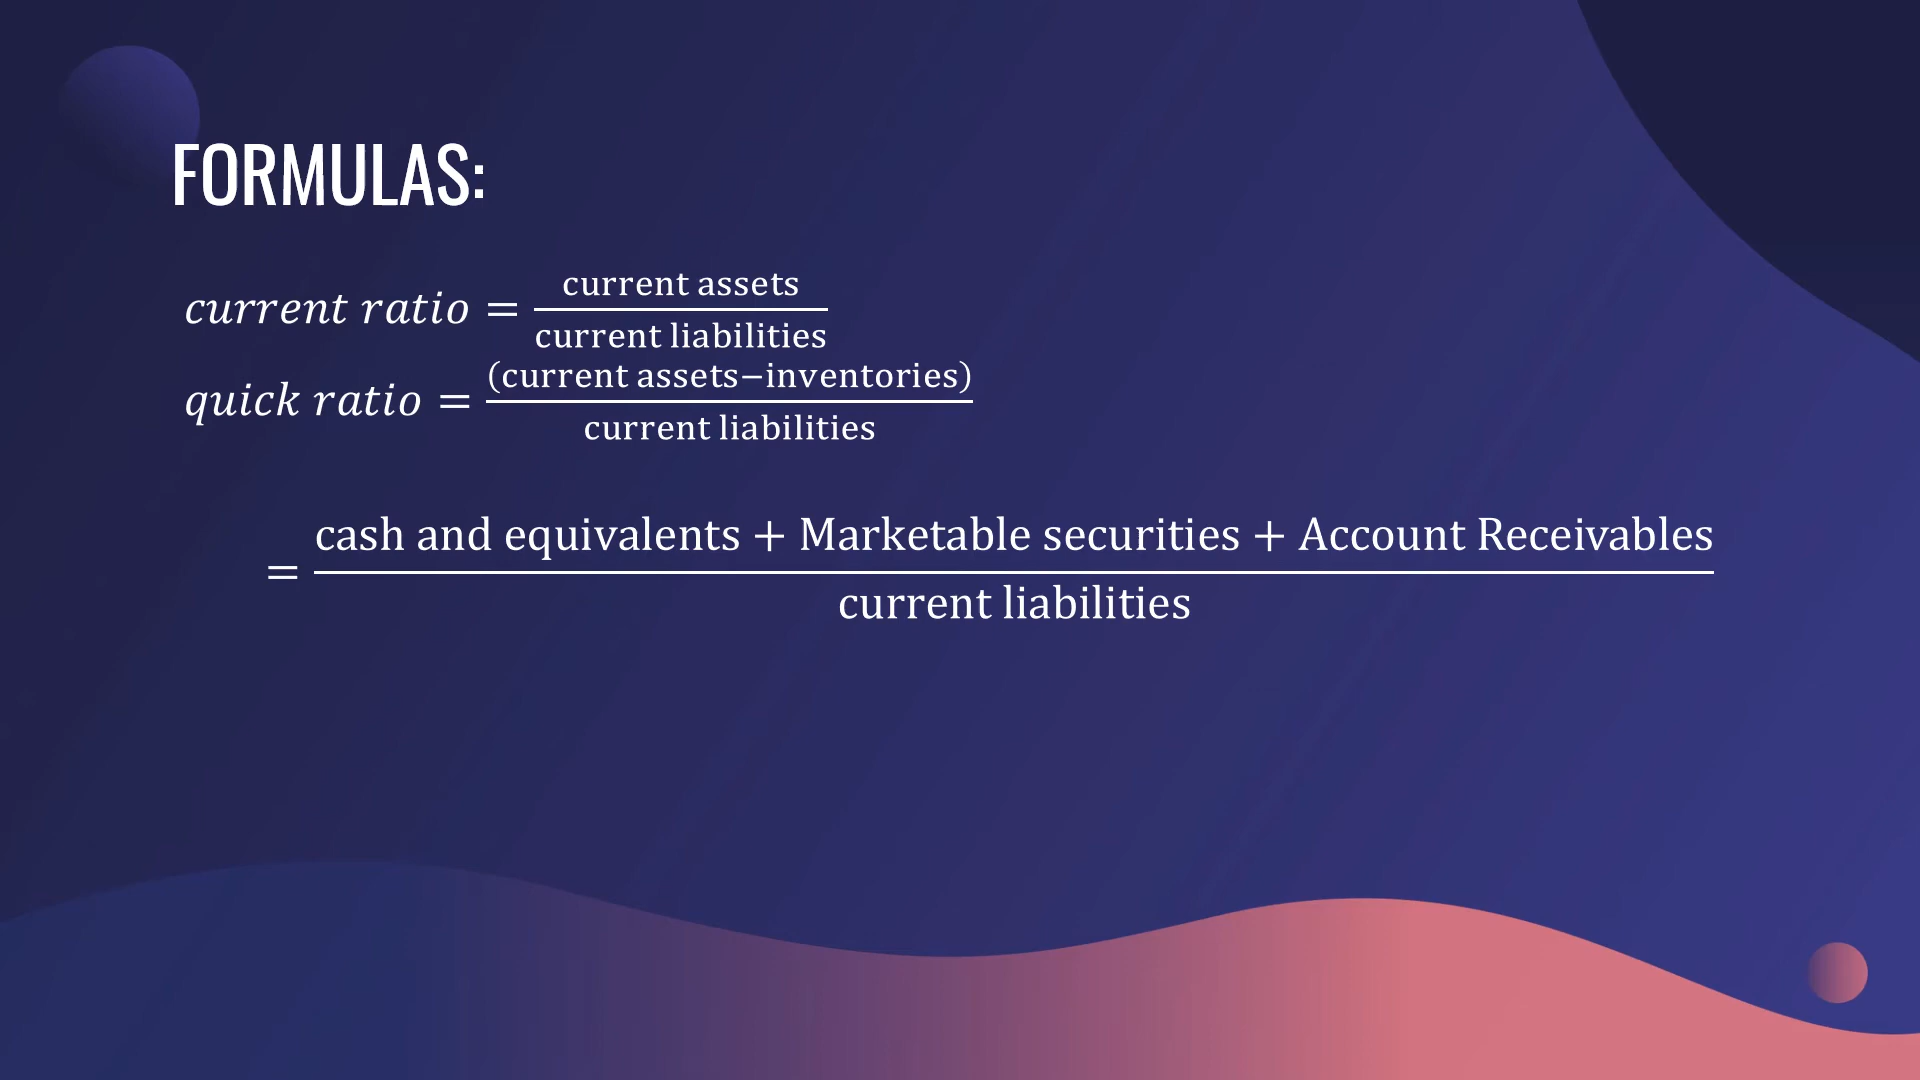 FORMULAS:
current ratio = current assets / current liabilities
quick ratio = (current assets−inventories) / current liabilities
= cash and equivalents + Marketable securities + Account Receivables / current liabilities